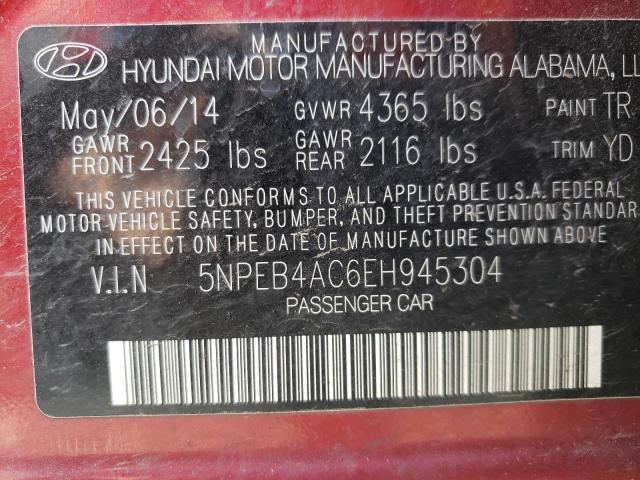 MANUFACTURED BY
HYUNDAI MOTOR MANUFACTURING ALABAMA, LL
May/06/14 GVWR 4365 lbs PAINT TR
GAWR FRONT 2425 lbs GAWR REAR 2116 lbs TRIM YD
THIS VEHICLE CONFORMS TO ALL APPLICABLE U.S.A. FEDERAL
MOTOR VEHICLE SAFETY, BUMPER, AND THEFT PREVENTION STANDAR
IN EFFECT ON THE DATE OF MANUFACTURE SHOWN ABOVE.
V.I.N 5NPEB4AC6EH945304
PASSENGER CAR